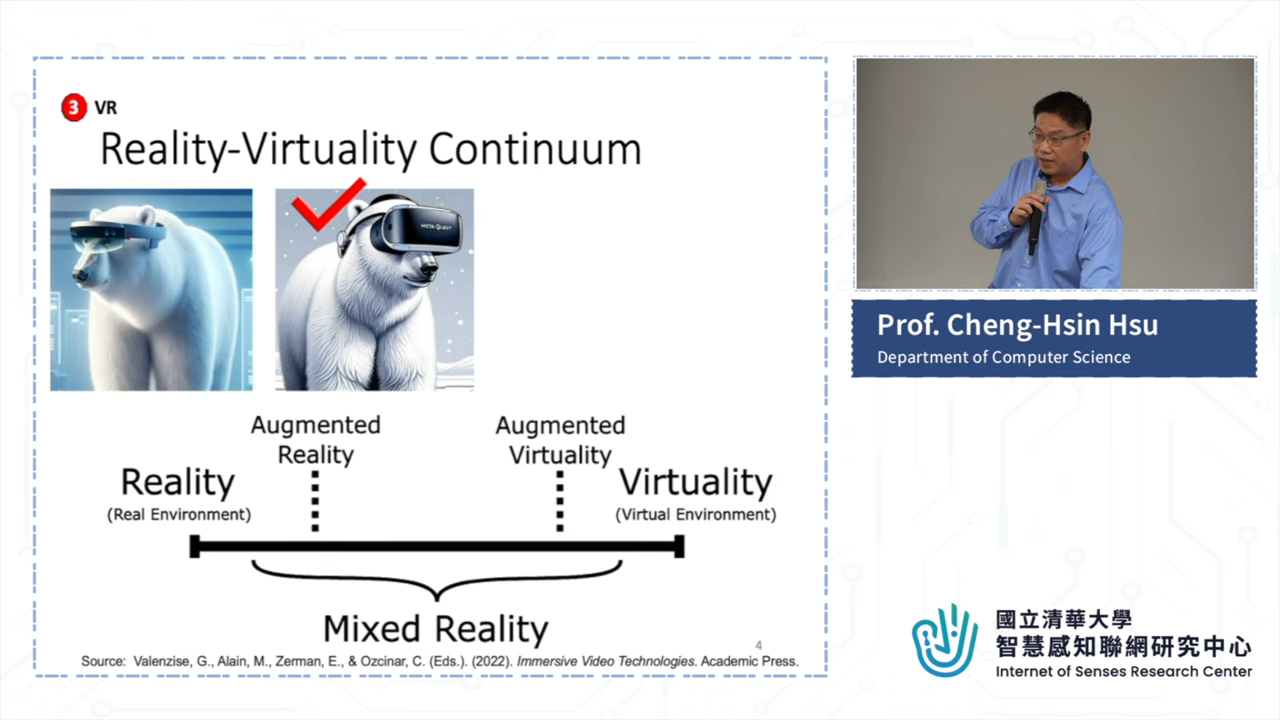 3 VR
Reality-Virtuality Continuum
META QUEST
Augmented
Reality
Augmented
Virtuality
Reality
(Real Environment)
Virtuality
(Virtual Environment)
Mixed Reality
4
Source: Valenzise, G., Alain, M., Zerman, E., & Ozcinar, C. (Eds.). (2022). Immersive Video Technologies. Academic Press.
Prof. Cheng-Hsin Hsu
Department of Computer Science
國立清華大學
智慧感知聯網研究中心
Internet of Senses Research Center